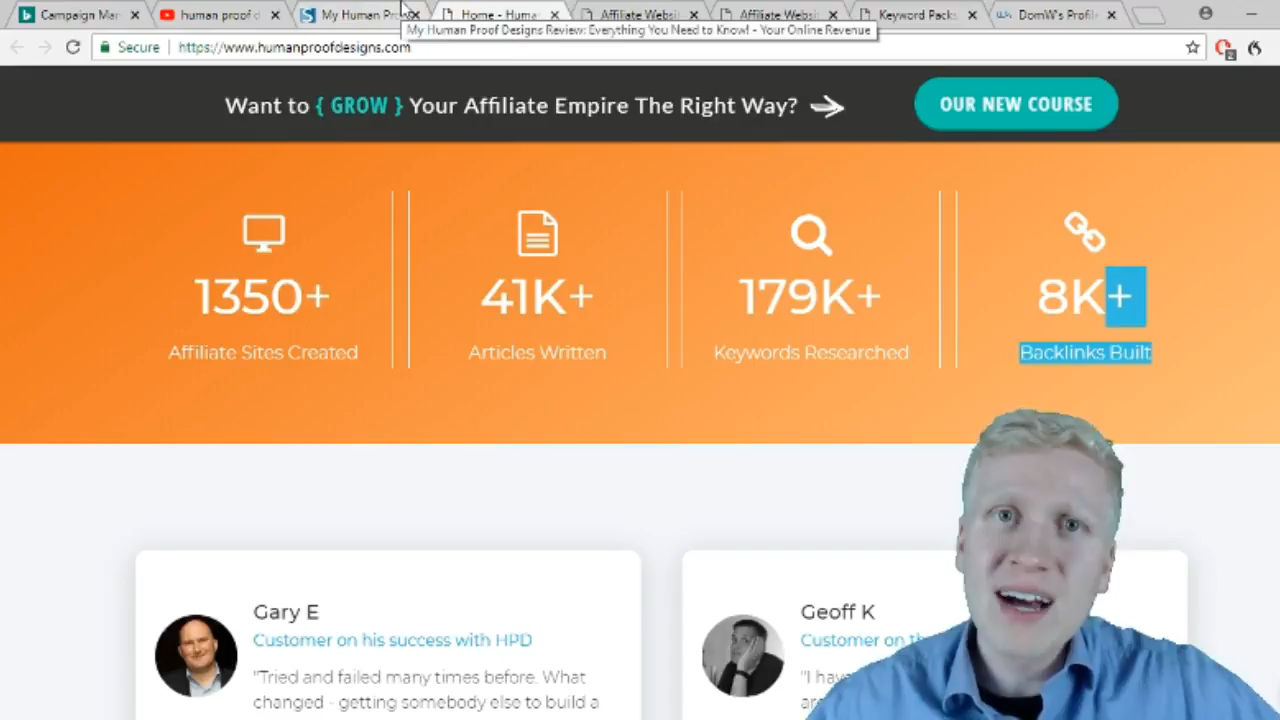 Campaign Mar
human proof d
My Human Pro
Home - Huma
Affiliate Websi
Affiliate Websi
Keyword Packs
DomW's Profil
My Human Proof Designs Review: Everything You Need to Know! - Your Online Revenue
Secure
https://www.humanproofdesigns.com
2
Want to { GROW } Your Affiliate Empire The Right Way?
OUR NEW COURSE
1350+
41K+
179K+
8K+
Affiliate Sites Created
Articles Written
Keywords Researched
Backlinks Built
Gary E
Customer on his success with HPD
"Tried and failed many times before. What
changed - getting somebody else to build a
Geoff K
Customer on th
"I hav
are